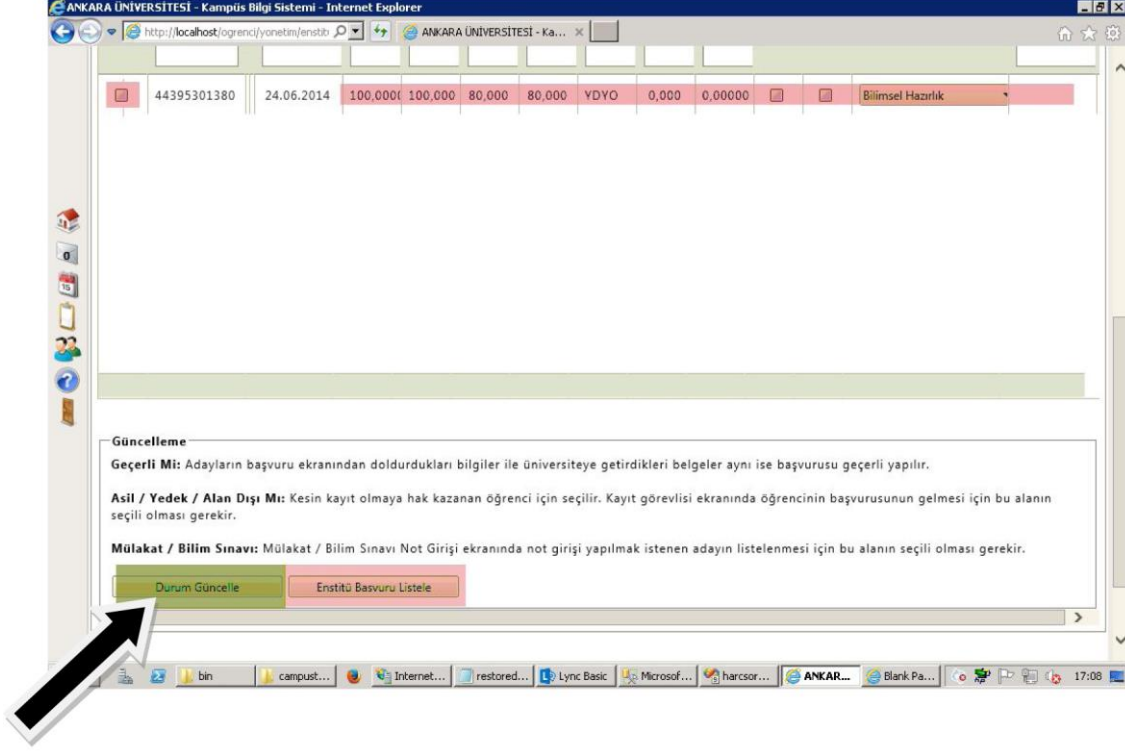 ANKARA ÜNİVERSİTESİ - Kampüs Bilgi Sistemi - Internet Explorer
http://localhost/ogrenci/yonetim/enstit ANKARA ÜNİVERSİTESİ - Ka...
44395301380 24.06.2014 100,0000 100,000 80,000 80,000 YDYO 0,000 0,00000 Bilimsel Hazırlık
Güncelleme
Geçerli Mi: Adayların başvuru ekranından doldurdukları bilgiler ile üniversiteye getirdikleri belgeler aynı ise başvurusu geçerli yapılır.
Asil / Yedek / Alan Dışı Mı: Kesin kayıt olmaya hak kazanan öğrenci için seçilir. Kayıt görevlisi ekranında öğrencinin başvurusunun gelmesi için bu alanın
seçili olması gerekir.
Mülakat / Bilim Sınavı: Mülakat / Bilim Sınavı Not Girişi ekranında not girişi yapılmak istenen adayın listelenmesi için bu alanın seçili olması gerekir.
Durum Güncelle Enstitü Basvuru Listele
bin campust... Internet... restored... Lync Basic Microsof... harcsor... ANKAR... Blank Pa... 17:08